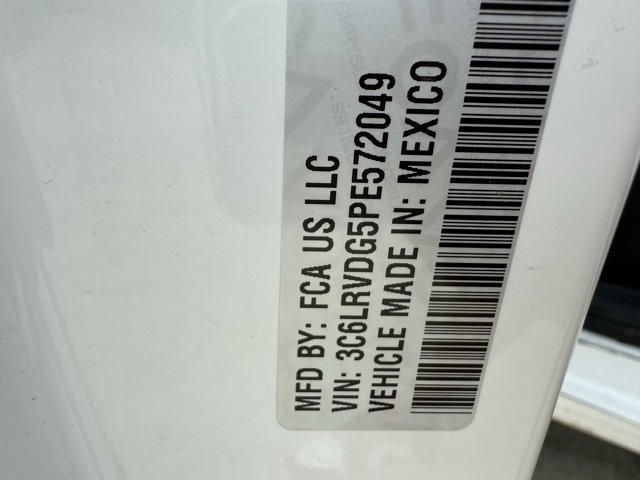 MFD BY: FCA US LLC
VIN: 3C6LRVDG5PE572049
VEHICLE MADE IN: MEXICO